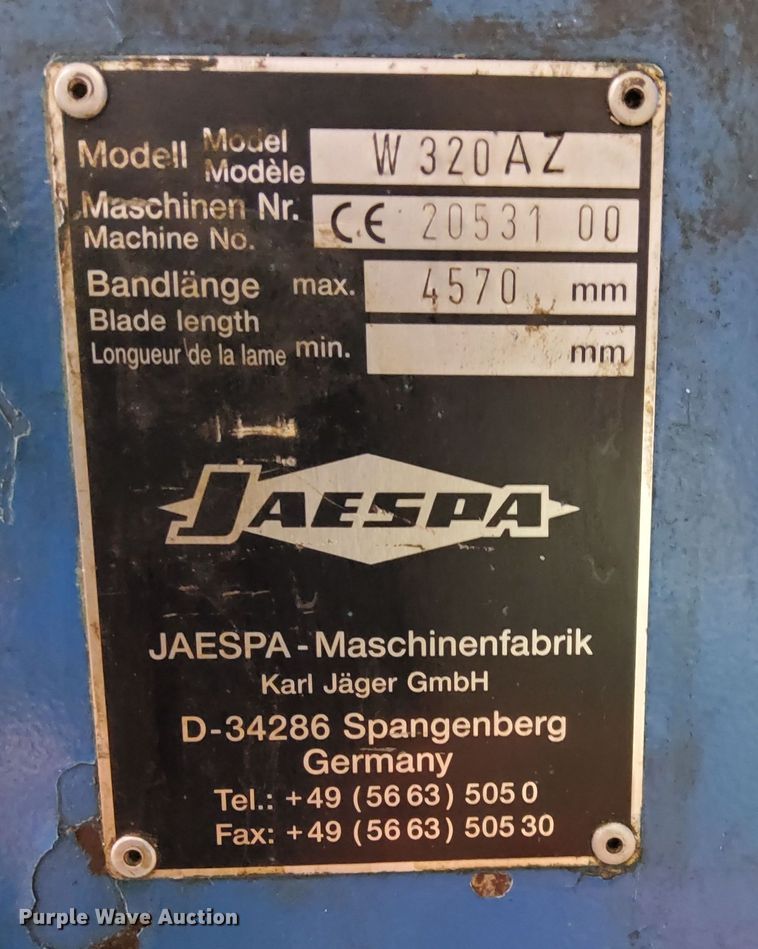 Modell Model Modèle W 320 AZ
Maschinen Nr. Machine No. CE 20531 00
Bandlänge max. 4570 mm
Blade length
Longueur de la lame min. mm
JAESPA
JAESPA-Maschinenfabrik
Karl Jäger GmbH
D-34286 Spangenberg
Germany
Tel.: +49 (56 63) 505 0
Fax: +49 (56 63) 505 30
Purple Wave Auction